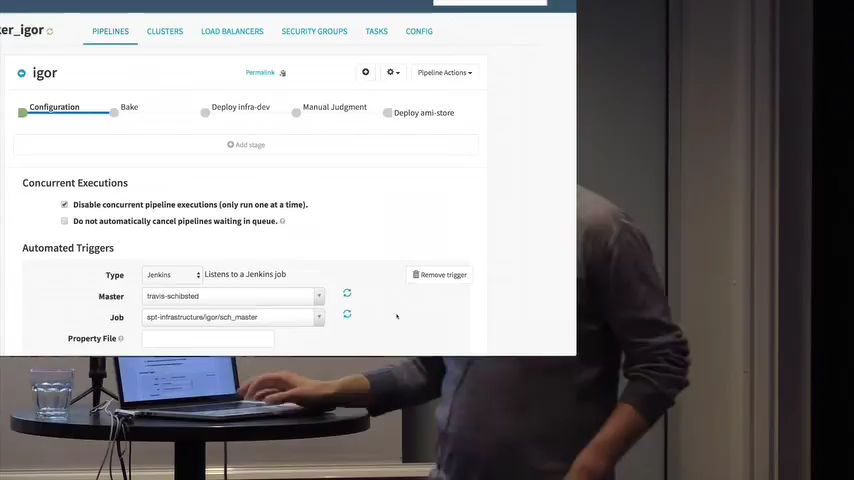 ker_igor
PIPELINES CLUSTERS LOAD BALANCERS SECURITY GROUPS TASKS CONFIG
igor Permalink Pipeline Actions
Configuration Bake Deploy infra-dev Manual Judgment Deploy ami-store
Add stage
Concurrent Executions
Disable concurrent pipeline executions (only run one at a time).
Do not automatically cancel pipelines waiting in queue.
Automated Triggers
Type Jenkins Listens to a Jenkins job Remove trigger
Master travis-schibsted
Job spt-infrastructure/igor/sch_master
Property File